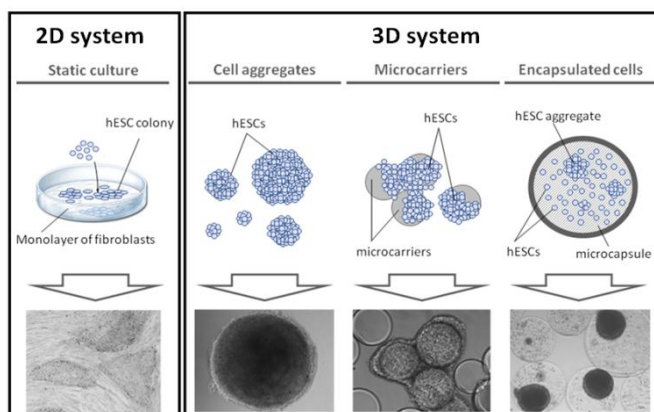 2D system
Static culture
hESC colony
Monolayer of fibroblasts
3D system
Cell aggregates
hESCs
Microcarriers
hESCs
microcarriers
Encapsulated cells
hESC aggregate
hESCs
microcapsule